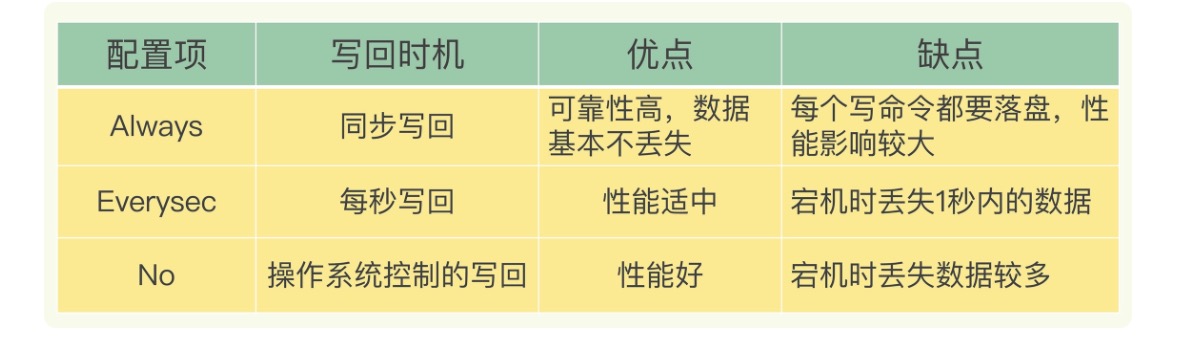 配置项 写回时机 优点 缺点
Always 同步写回 可靠性高，数据基本不丢失 每个写命令都要落盘，性能影响较大
Everysec 每秒写回 性能适中 宕机时丢失1秒内的数据
No 操作系统控制的写回 性能好 宕机时丢失数据较多